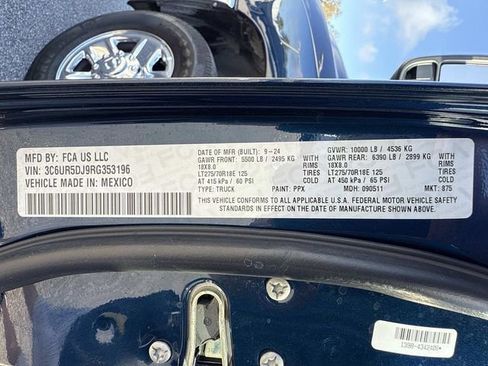 MFD BY: FCA US LLC
VIN: 3C6UR5DJ9RG353196
VEHICLE MADE IN: MEXICO
DATE OF MFR (BUILT): 9-24
GAWR FRONT: 5500 LB / 2495 KG
18X8.0
LT275/70R18E 125
AT 415 kPa / 60 PSI
TYPE: TRUCK
PAINT: PPX
TIRES
COLD
GVWR: 10000 LB / 4536 KG
GAWR REAR: 6390 LB / 2899 KG
18X8.0
LT275/70R18E 125
AT 450 kPa / 65 PSI
MDH: 090511
TIRES
COLD
MKT: 875
THIS VEHICLE CONFORMS TO ALL APPLICABLE U.S.A. FEDERAL MOTOR VEHICLE SAFETY
STANDARDS IN EFFECT ON THE DATE OF MANUFACTURE SHOWN ABOVE.